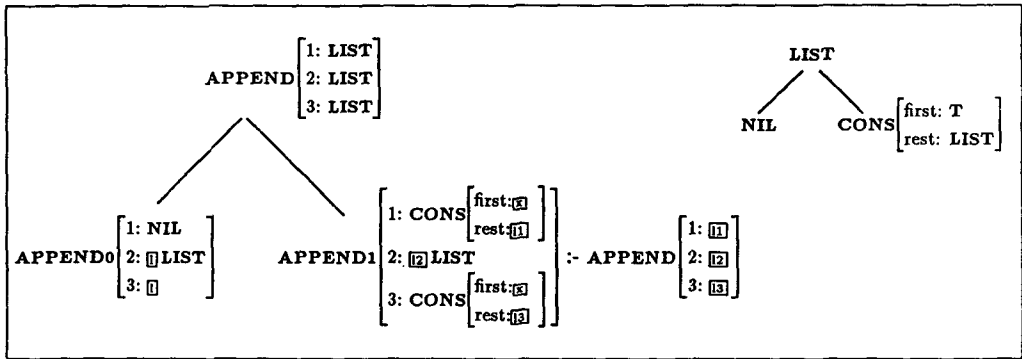 APPEND
1: LIST
2: LIST
3: LIST
LIST
NIL
CONS
first: T
rest: LIST
APPEND0
1: NIL
2: l LIST
3: l
APPEND1
1: CONS
first: x
rest: l1
2: l2 LIST
3: CONS
first: x
rest: l3
:- APPEND
1: l1
2: l2
3: l3